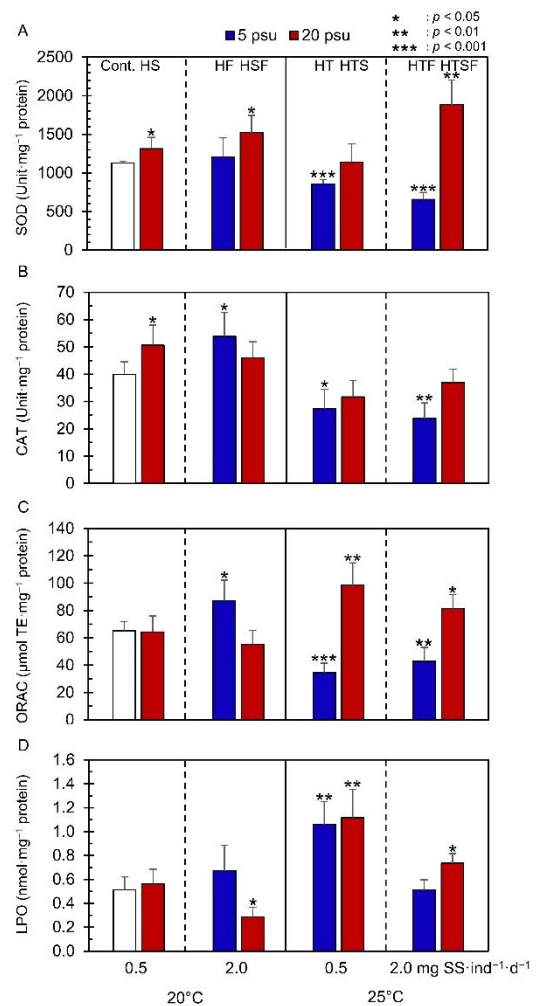 * : p < 0.05
** : p < 0.01
*** : p < 0.001
5 psu 20 psu
A
Cont. HS HF HSF HT HTS HTF HTSF
SOD (Unit·mg⁻¹ protein)
2500
2000
1500
1000
500
0
* * *** *** **
B
CAT (Unit·mg⁻¹ protein)
70
60
50
40
30
20
10
0
* * * **
C
ORAC (µmol TE·mg⁻¹ protein)
140
120
100
80
60
40
20
0
* *** ** ** *
D
LPO (nmol·mg⁻¹ protein)
1.6
1.4
1.2
1.0
0.8
0.6
0.4
0.2
0.0
* ** ** *
0.5 2.0 0.5 2.0 mg SS·ind⁻¹·d⁻¹
20°C 25°C